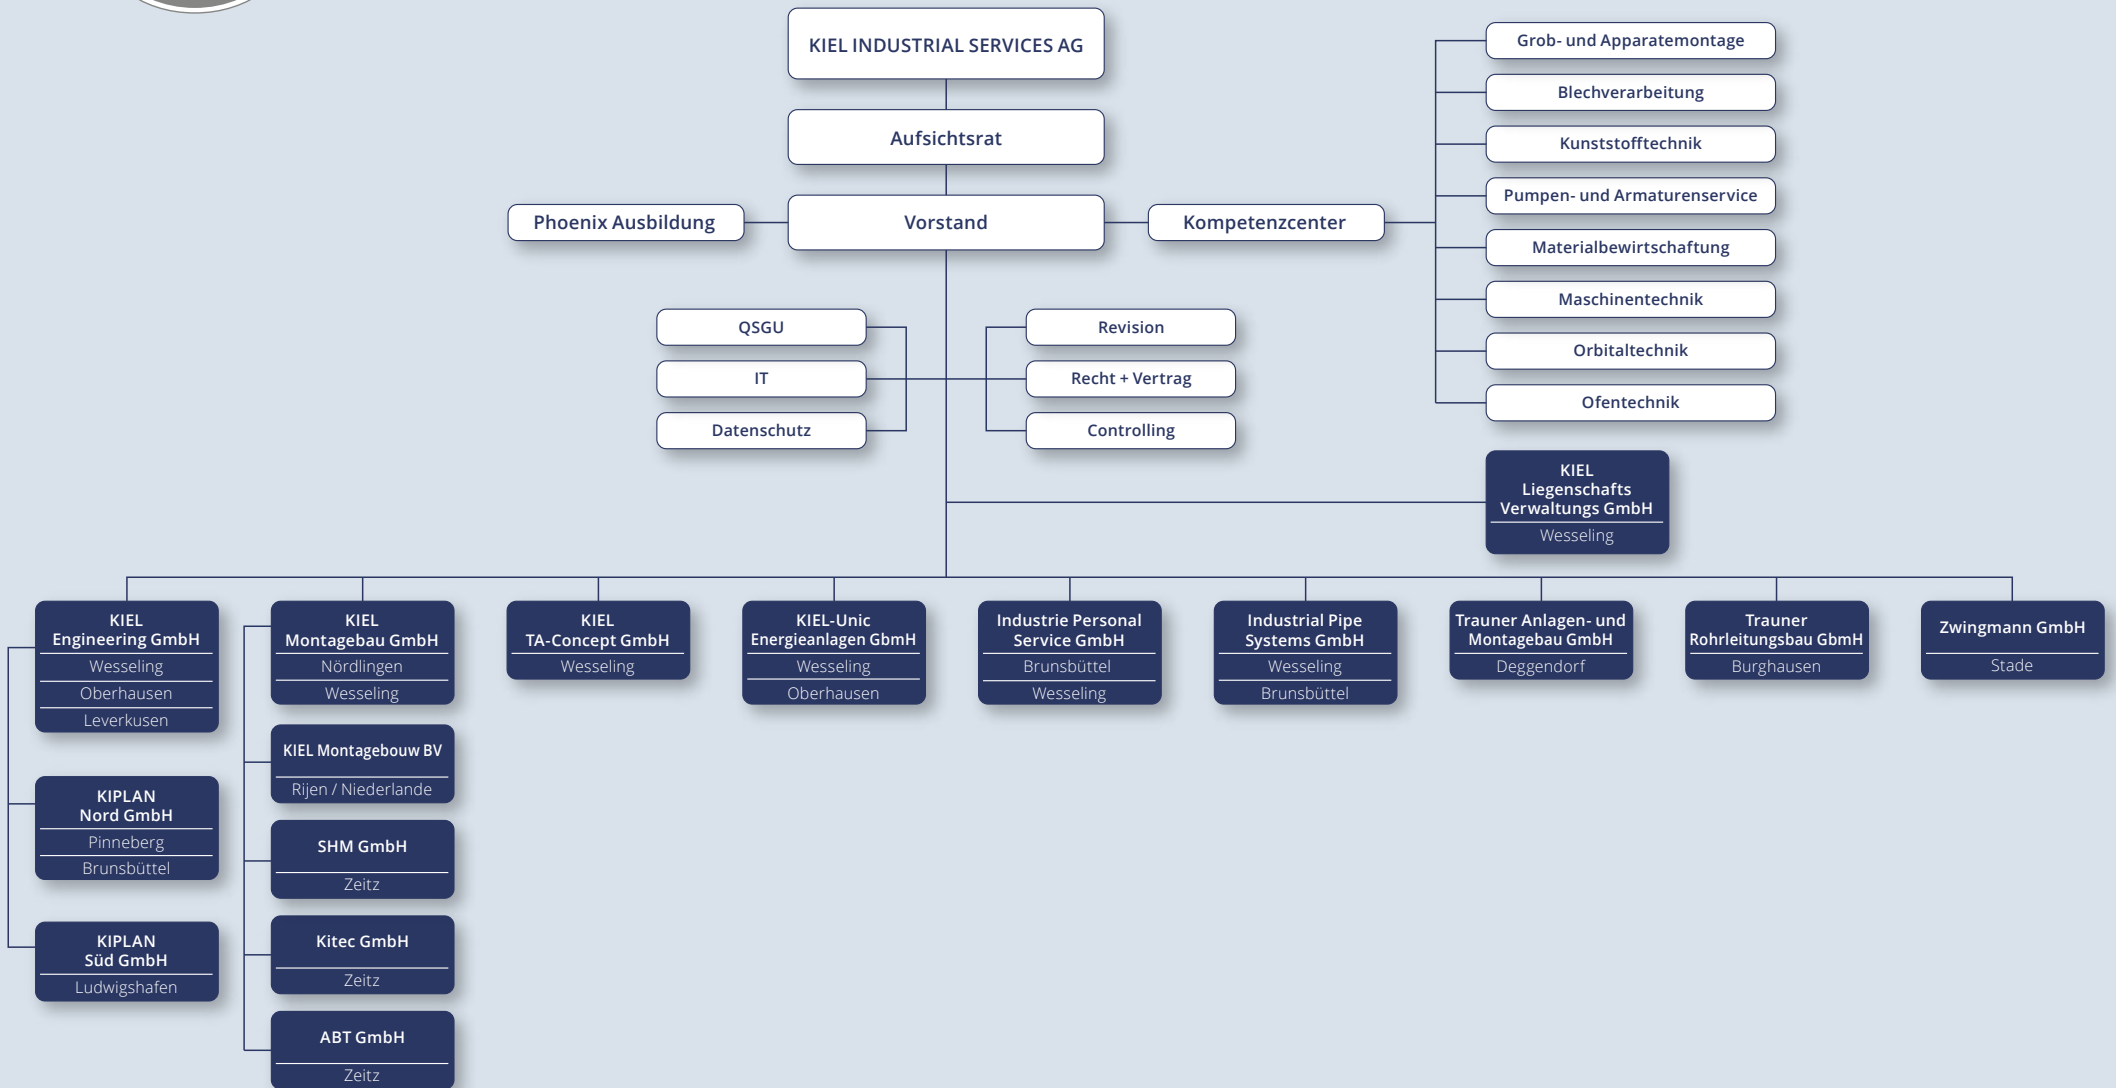 KIEL INDUSTRIAL SERVICES AG
Aufsichtsrat
Phoenix Ausbildung
Vorstand
Kompetenzcenter
Grob- und Apparatemontage
Blechverarbeitung
Kunststofftechnik
Pumpen- und Armaturenservice
Materialbewirtschaftung
Maschinentechnik
Orbitaltechnik
Ofentechnik
QSGU
IT
Datenschutz
Revision
Recht + Vertrag
Controlling
KIEL
Liegenschafts
Verwaltungs GmbH
Wesseling
KIEL
Engineering GmbH
Wesseling
Oberhausen
Leverkusen
KIPLAN
Nord GmbH
Pinneberg
Brunsbüttel
KIPLAN
Süd GmbH
Ludwigshafen
KIEL
Montagebau GmbH
Nördlingen
Wesseling
KIEL Montagebouw BV
Rijen / Niederlande
SHM GmbH
Zeitz
Kitec GmbH
Zeitz
ABT GmbH
Zeitz
KIEL
TA-Concept GmbH
Wesseling
KIEL-Unic
Energieanlagen GbmH
Wesseling
Oberhausen
Industrie Personal
Service GmbH
Brunsbüttel
Wesseling
Industrial Pipe
Systems GmbH
Wesseling
Brunsbüttel
Trauner Anlagen- und
Montagebau GmbH
Deggendorf
Trauner
Rohrleitungsbau GbmH
Burghausen
Zwingmann GmbH
Stade